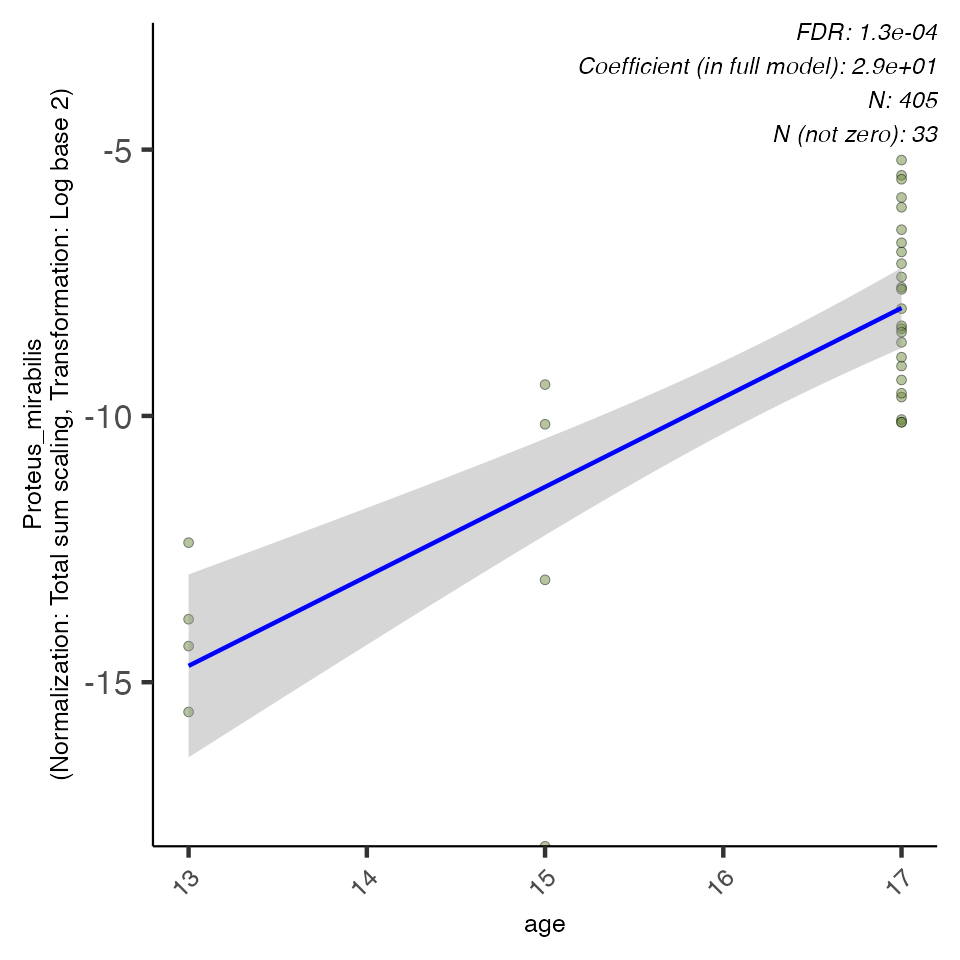 FDR: 1.3e-04
Coefficient (in full model): 2.9e+01
N: 405
N (not zero): 33
Proteus_mirabilis
(Normalization: Total sum scaling, Transformation: Log base 2)
-5
-10
-15
13
14
15
16
17
age